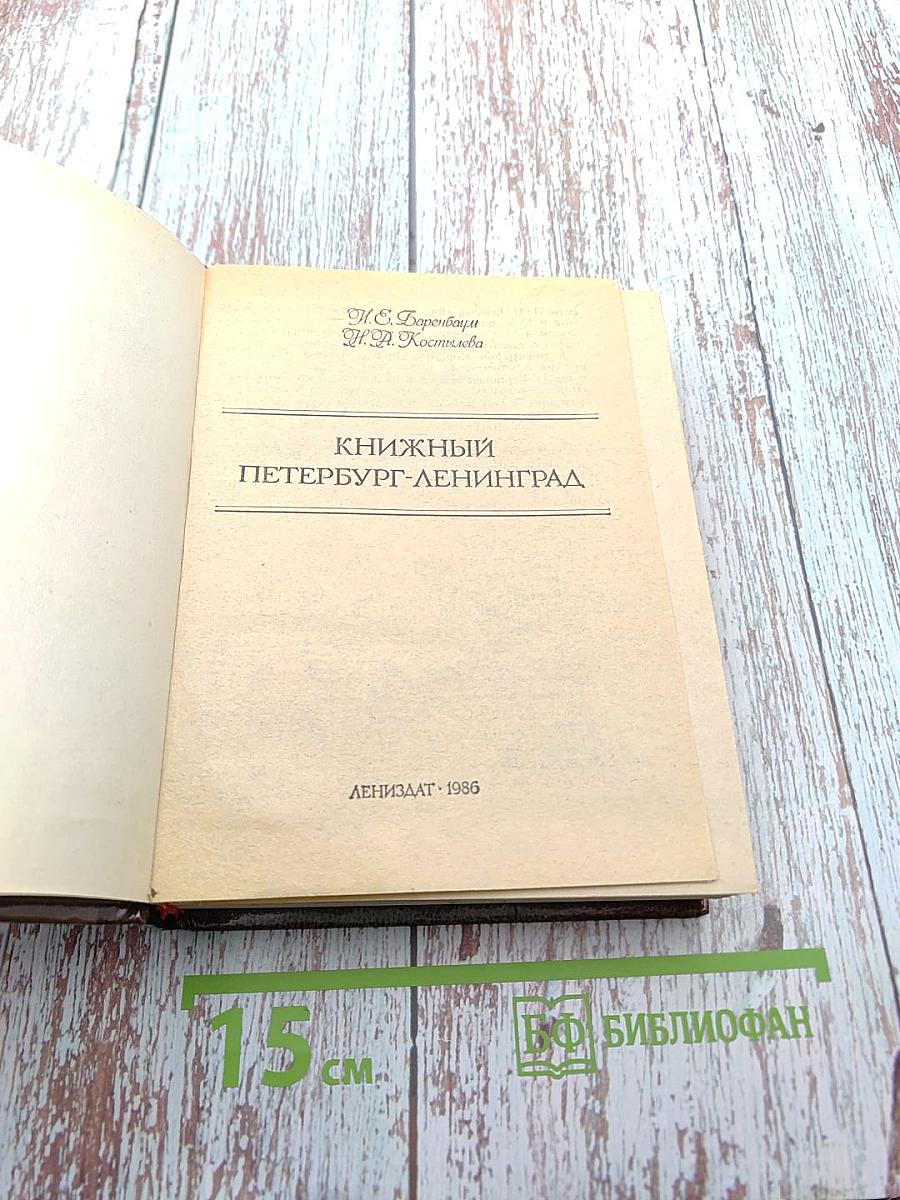 И. Е. Баренбаум
Н. А. Костылева
КНИЖНЫЙ
ПЕТЕРБУРГ-ЛЕНИНГРАД
ЛЕНИЗДАТ · 1986
15 см
БФ БИБЛИОФАН